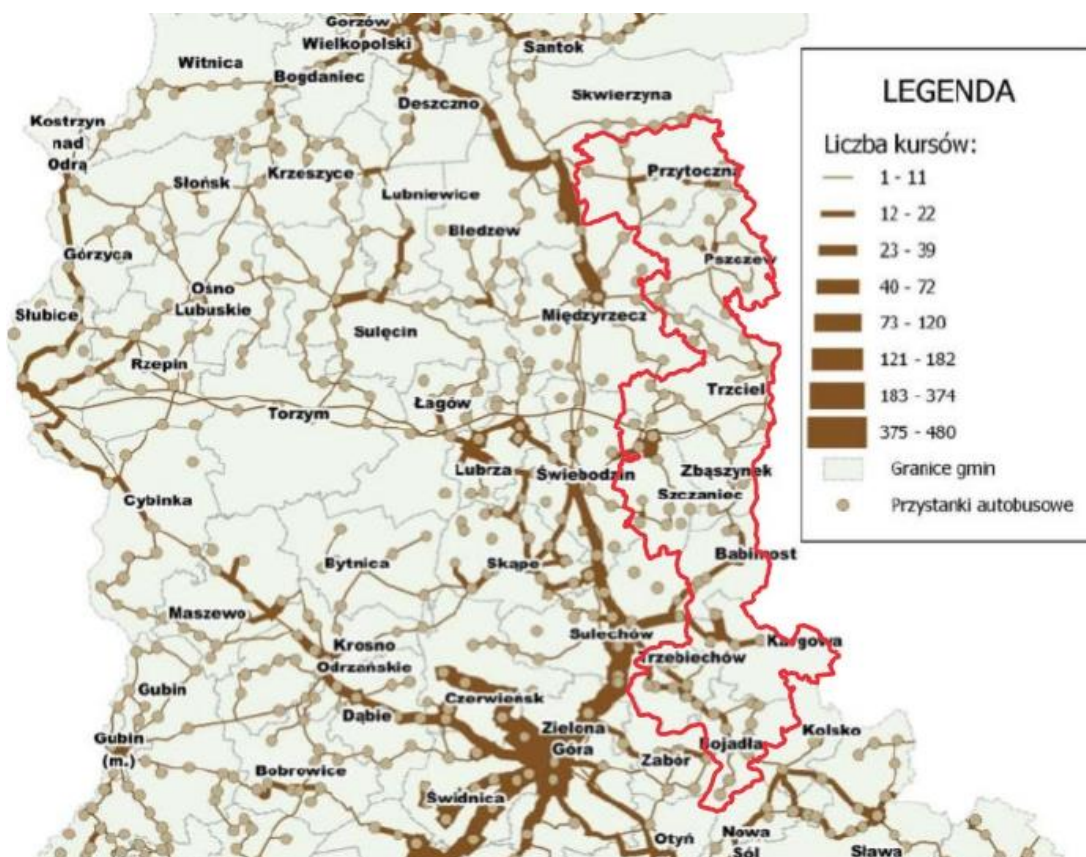 Gorzów
Wielkopolski
Santok
Witnica
Bogdaniec
Skwierzyna
Deszczno
Kostrzyn
nad
Odrą
Słońsk
Krzeszyce
Przytoczna
Lubniewice
Bledzew
Pszczew
Górzyca
Ośno
Lubuskie
Słubice
Międzyrzecz
Sulęcin
Rzepin
Trzciel
Łagów
Torzym
Lubrza
Świebodzin
Zbąszynek
Szczaniec
Cybinka
Babimost
Bytnica
Skąpe
Maszewo
Sulechów
Kargowa
Krosno
Odrzańskie
Trzebiechów
Gubin
Czerwieńsk
Dąbie
Zielona
Góra
Kolsko
Bojadła
Gubin
(m.)
Zabór
Bobrowice
Świdnica
Otyń
Nowa
Sól
Sława
LEGENDA
Liczba kursów:
1 - 11
12 - 22
23 - 39
40 - 72
73 - 120
121 - 182
183 - 374
375 - 480
Granice gmin
Przystanki autobusowe